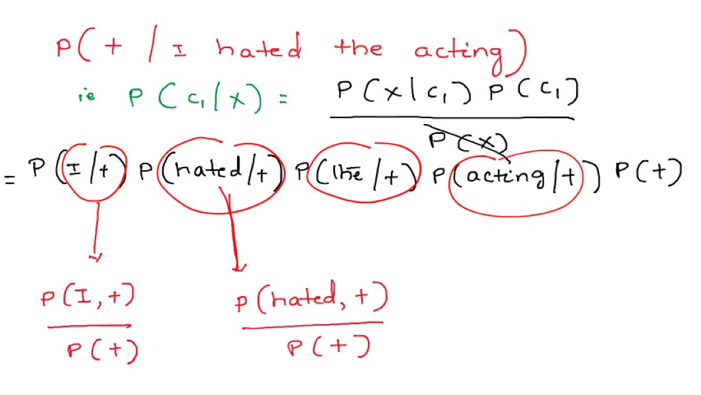 P(+ / I hated the acting)
ie P(c₁/x) = P(x|c₁) P(c₁) / P(x)
= P(I/+) P(hated/+) P(the/+) P(acting/+) P(+)
P(I,+) P(hated,+)
P(+) P(+)